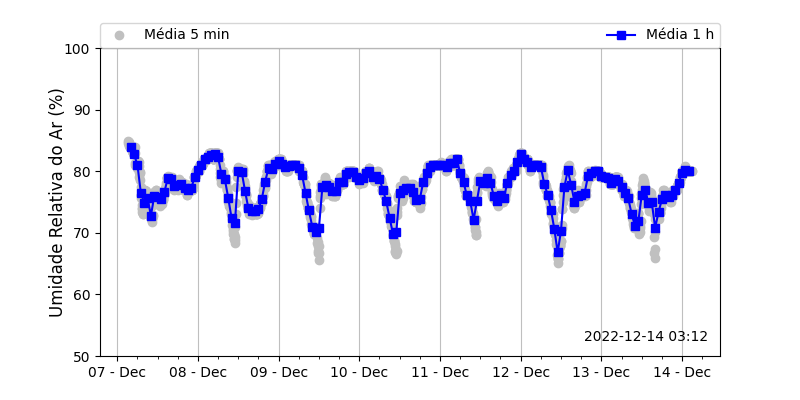 Média 5 min
Média 1 h
Umidade Relativa do Ar (%)
100
90
80
70
60
50
2022-12-14 03:12
07 - Dec
08 - Dec
09 - Dec
10 - Dec
11 - Dec
12 - Dec
13 - Dec
14 - Dec